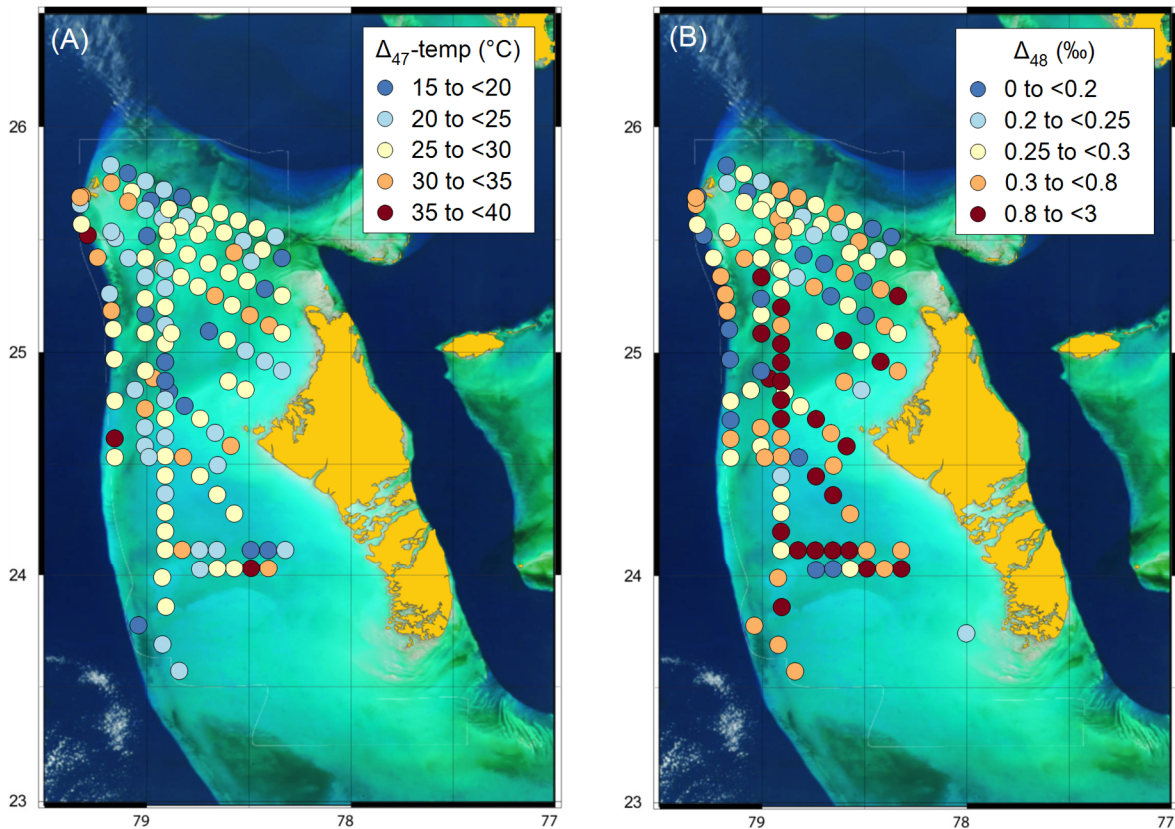 (A)
Δ47-temp (°C)
15 to <20
20 to <25
25 to <30
30 to <35
35 to <40
26
25
24
23
79
78
77
(B)
Δ48 (‰)
0 to <0.2
0.2 to <0.25
0.25 to <0.3
0.3 to <0.8
0.8 to <3
26
25
24
23
79
78
77